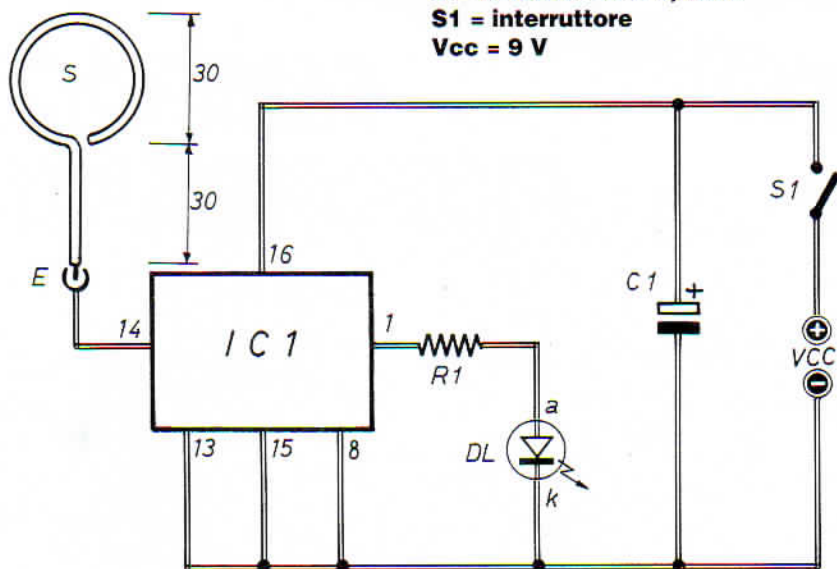 S1 = interruttore
Vcc = 9 V
S
30
30
E
16
14
IC1
1
R1
C1
+
S1
+
VCC
−
13
15
8
a
DL
k